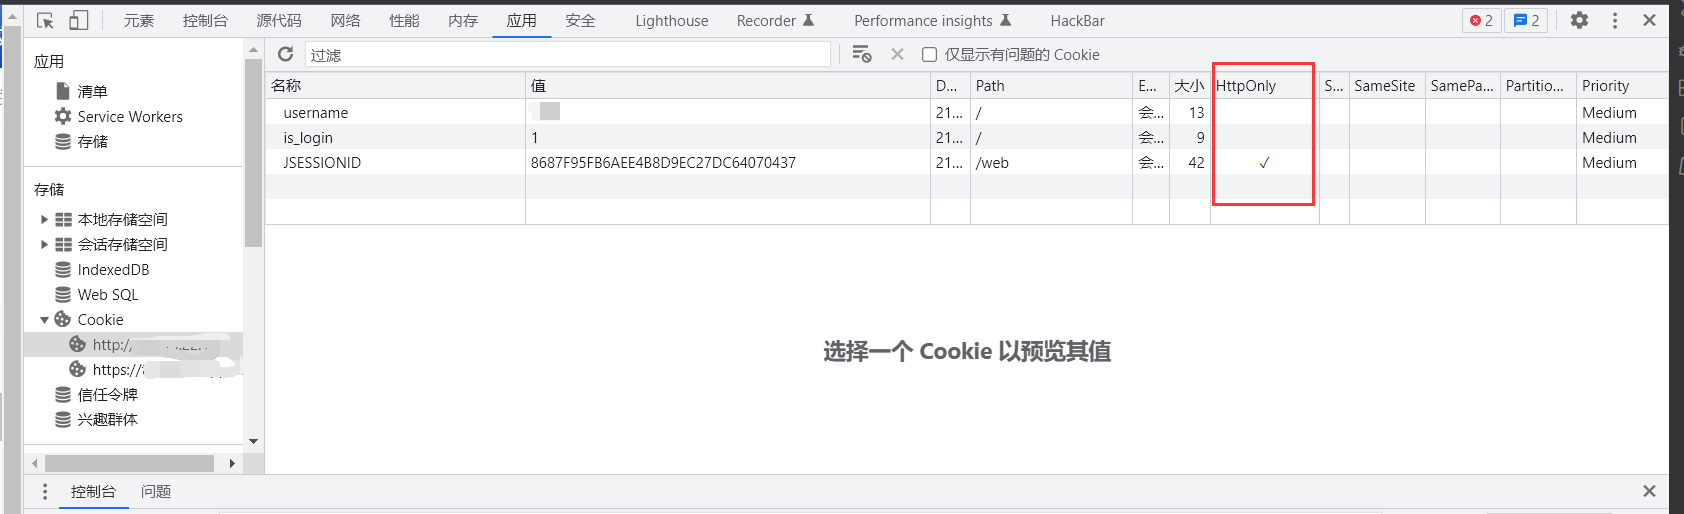 元素 控制台 源代码 网络 性能 内存 应用 安全 Lighthouse Recorder Performance insights HackBar 2 2
应用
清单
Service Workers
存储
存储
本地存储空间
会话存储空间
IndexedDB
Web SQL
Cookie
http:/
https://
信任令牌
兴趣群体
过滤 仅显示有问题的 Cookie
名称 值 D... Path E... 大小 HttpOnly S... SameSite SamePa... Partitio... Priority
username 21... / 会... 13 Medium
is_login 1 21... / 会... 9 Medium
JSESSIONID 8687F95FB6AEE4B8D9EC27DC64070437 21... /web 会... 42 ✓ Medium
选择一个 Cookie 以预览其值
控制台 问题